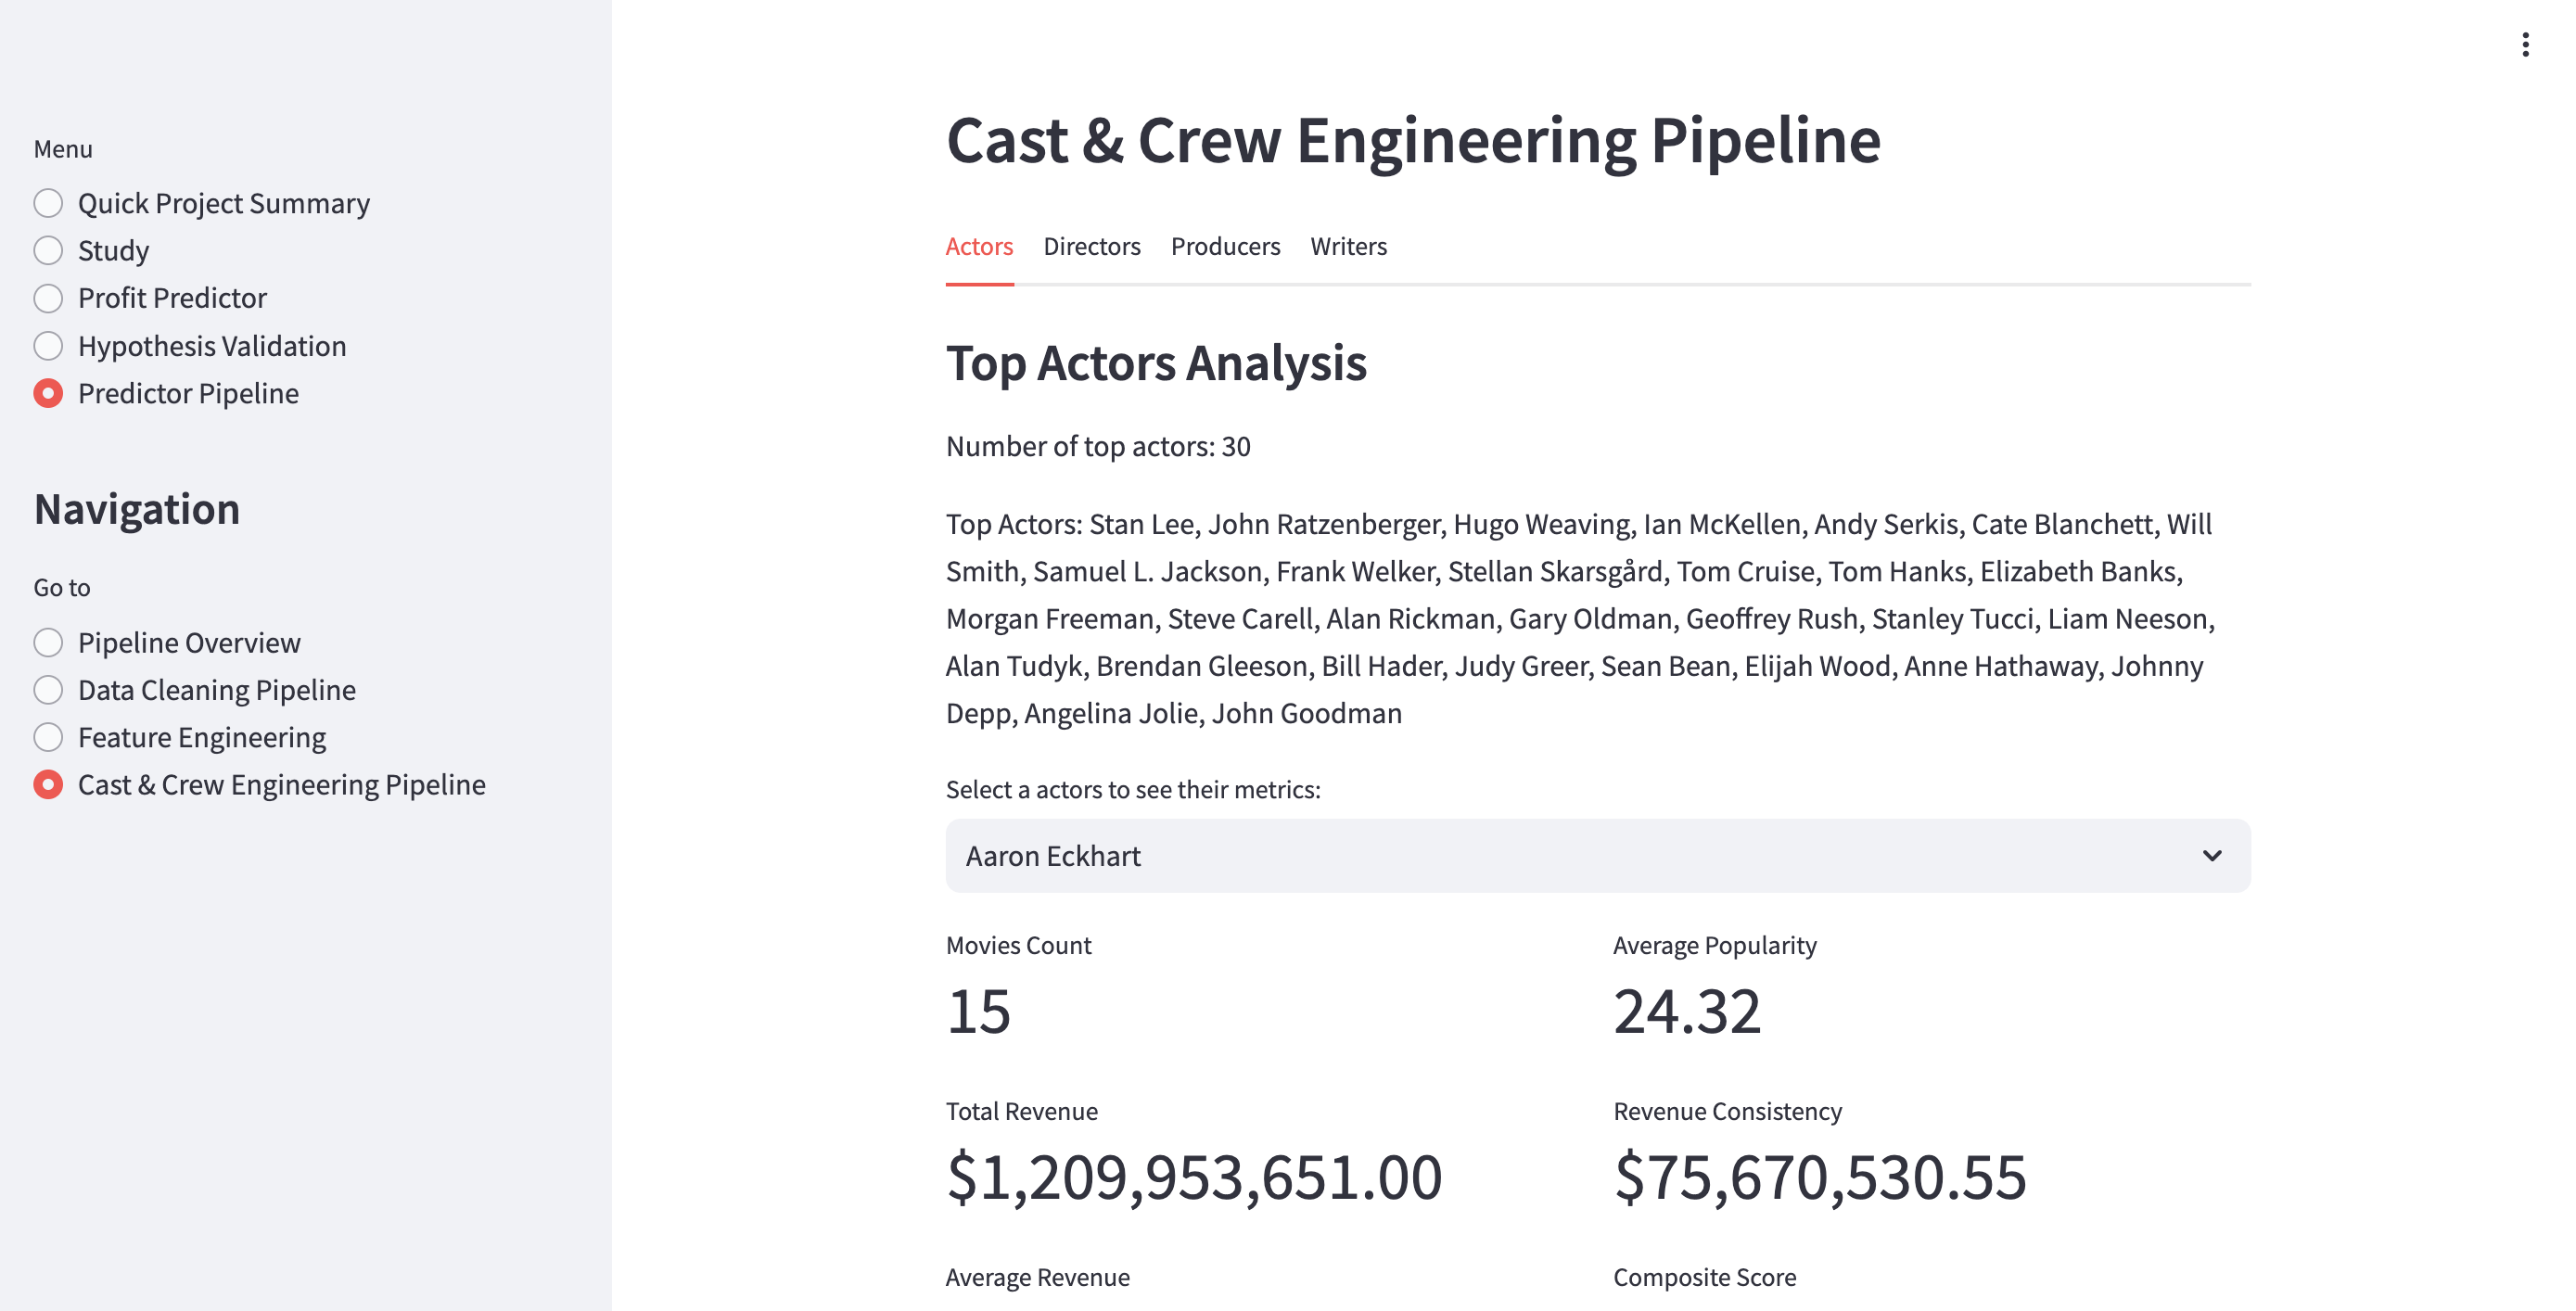 Menu
Quick Project Summary
Study
Profit Predictor
Hypothesis Validation
Predictor Pipeline
Navigation
Go to
Pipeline Overview
Data Cleaning Pipeline
Feature Engineering
Cast & Crew Engineering Pipeline
Cast & Crew Engineering Pipeline
Actors Directors Producers Writers
Top Actors Analysis
Number of top actors: 30
Top Actors: Stan Lee, John Ratzenberger, Hugo Weaving, Ian McKellen, Andy Serkis, Cate Blanchett, Will
Smith, Samuel L. Jackson, Frank Welker, Stellan Skarsgård, Tom Cruise, Tom Hanks, Elizabeth Banks,
Morgan Freeman, Steve Carell, Alan Rickman, Gary Oldman, Geoffrey Rush, Stanley Tucci, Liam Neeson,
Alan Tudyk, Brendan Gleeson, Bill Hader, Judy Greer, Sean Bean, Elijah Wood, Anne Hathaway, Johnny
Depp, Angelina Jolie, John Goodman
Select a actors to see their metrics:
Aaron Eckhart
Movies Count
15
Average Popularity
24.32
Total Revenue
$1,209,953,651.00
Revenue Consistency
$75,670,530.55
Average Revenue
Composite Score